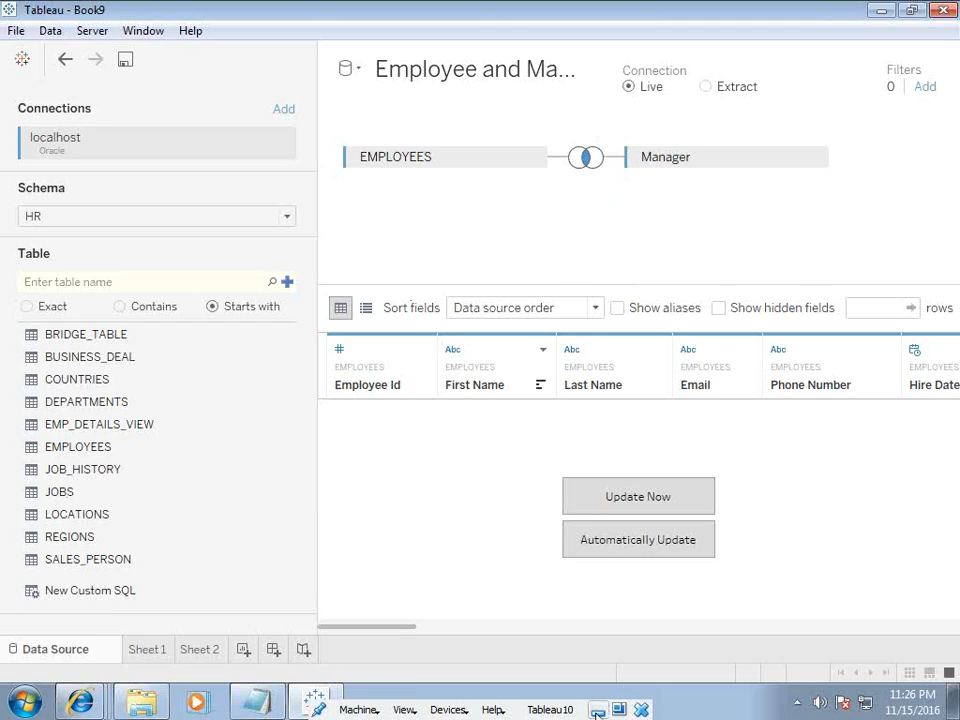 Tableau - Book9
File Data Server Window Help
Connections Add
localhost
Oracle
Schema
HR
Table
Enter table name
Exact Contains Starts with
BRIDGE_TABLE
BUSINESS_DEAL
COUNTRIES
DEPARTMENTS
EMP_DETAILS_VIEW
EMPLOYEES
JOB_HISTORY
JOBS
LOCATIONS
REGIONS
SALES_PERSON
New Custom SQL
Employee and Ma...
Connection
Live Extract
Filters
0 Add
EMPLOYEES Manager
Sort fields Data source order Show aliases Show hidden fields rows
# Abc Abc Abc Abc
EMPLOYEES EMPLOYEES EMPLOYEES EMPLOYEES EMPLOYEES EMPLOYEES
Employee Id First Name Last Name Email Phone Number Hire Date
Update Now
Automatically Update
Data Source Sheet 1 Sheet 2
Machine View Devices Help Tableau10
11:26 PM
11/15/2016